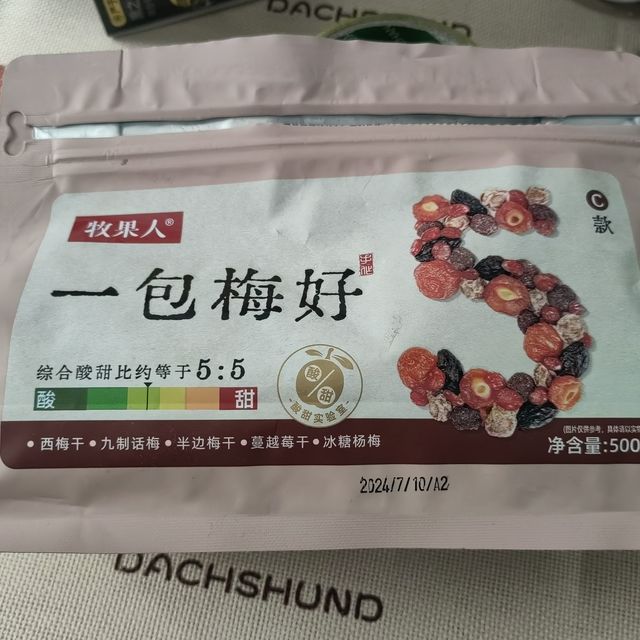 DACHSHUND
牧果人®
C
款
一包梅好
综合酸甜比约等于5:5
酸
甜
酸
甜
酸甜实验室
•西梅干•九制话梅•半边梅干•蔓越莓干•冰糖杨梅
净含量:500
2024/7/10/A2
DACHSHUND